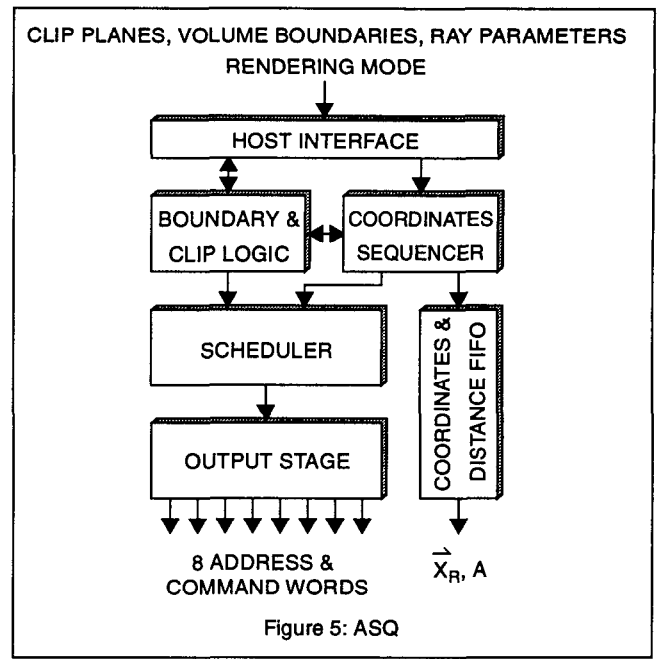 CLIP PLANES, VOLUME BOUNDARIES, RAY PARAMETERS
RENDERING MODE
HOST INTERFACE
BOUNDARY &
CLIP LOGIC
COORDINATES
SEQUENCER
SCHEDULER
COORDINATES &
DISTANCE FIFO
OUTPUT STAGE
8 ADDRESS &
COMMAND WORDS
X⃗_R, A
Figure 5: ASQ